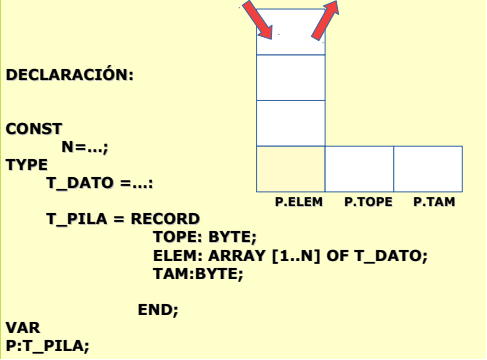 DECLARACIÓN:
CONST
N=...;
TYPE
T_DATO =...:
P.ELEM P.TOPE P.TAM
T_PILA = RECORD
TOPE: BYTE;
ELEM: ARRAY [1..N] OF T_DATO;
TAM:BYTE;
END;
VAR
P:T_PILA;